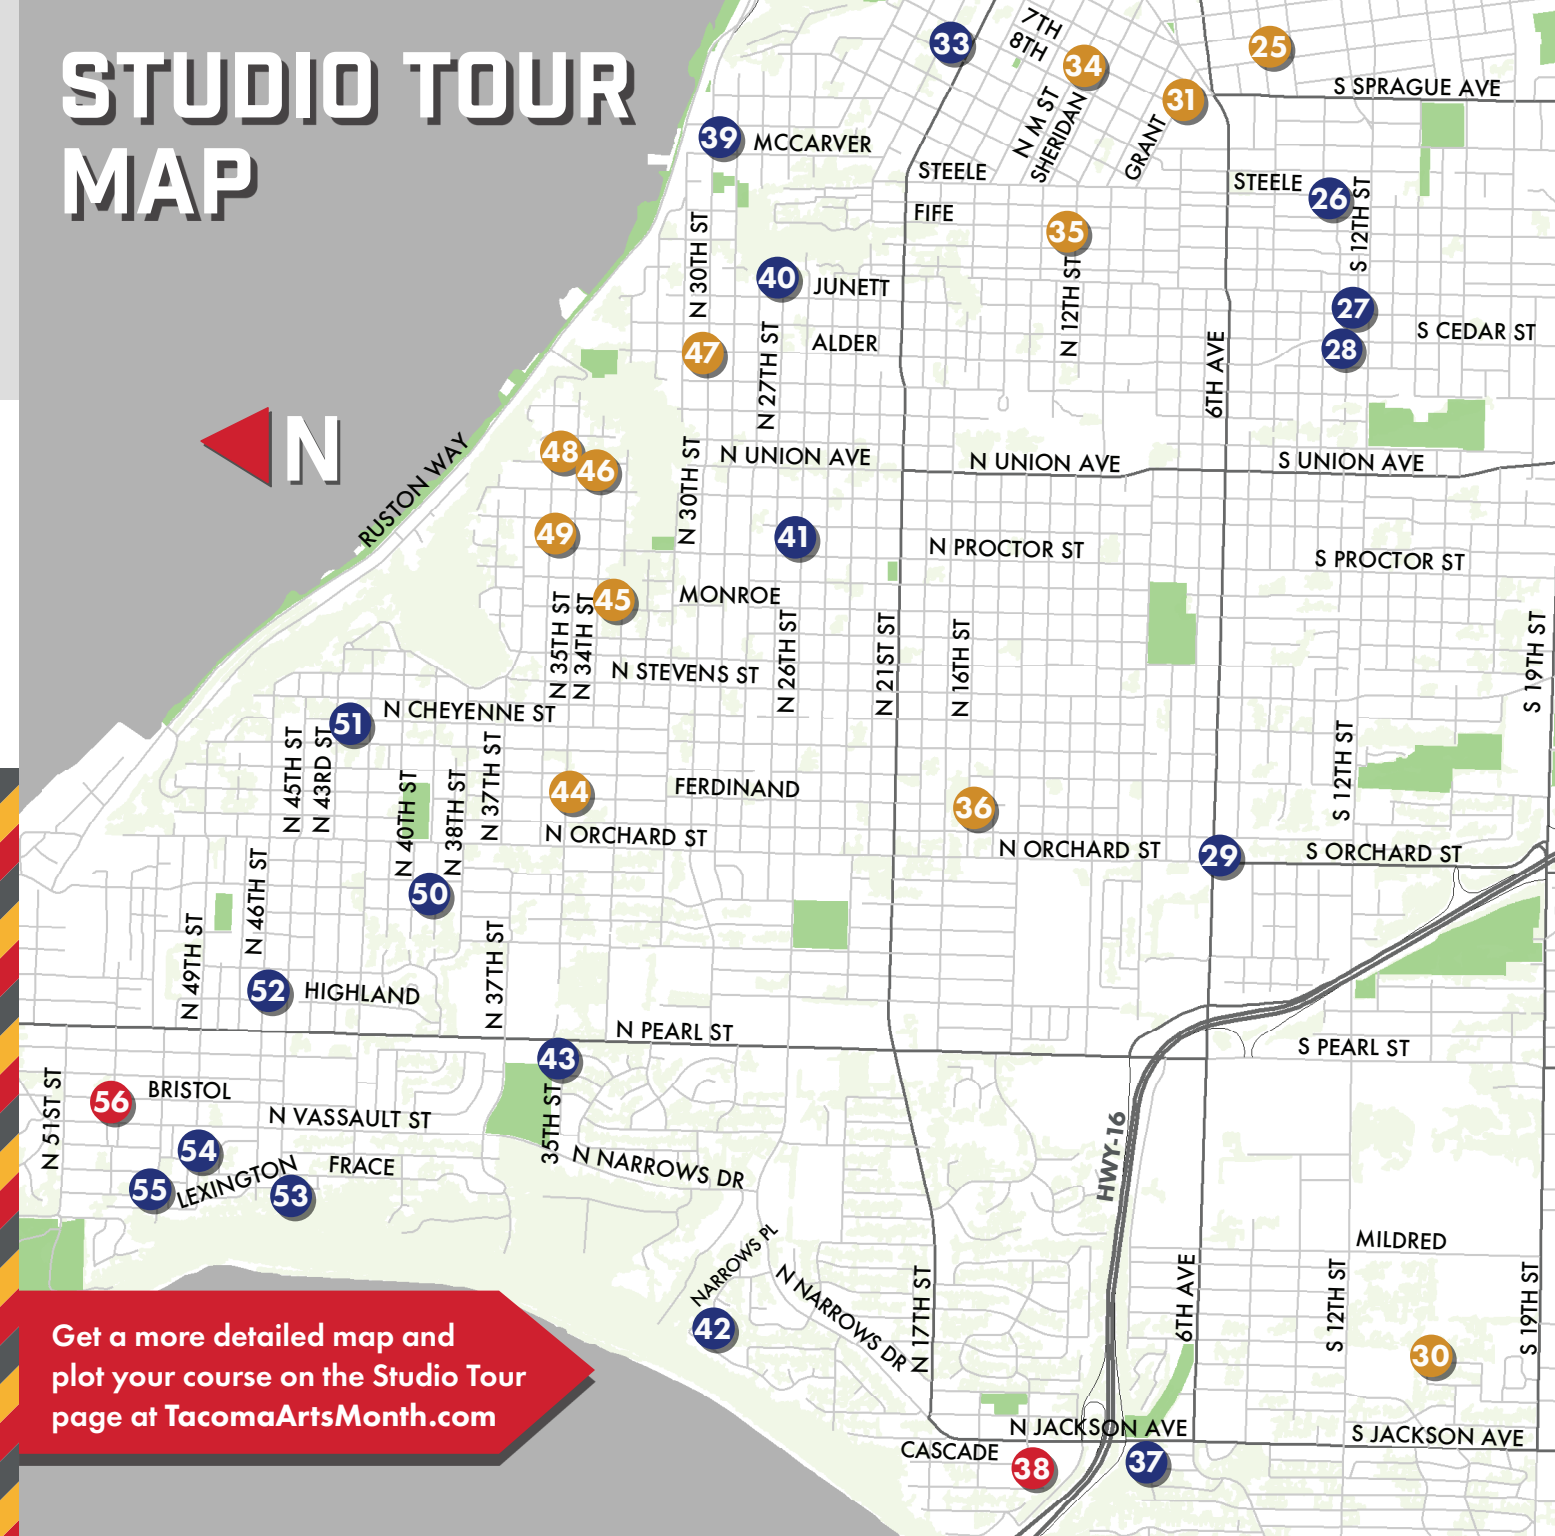 STUDIO TOUR
MAP
N
RUSTON WAY
33
7TH
8TH
34
25
31
S SPRAGUE AVE
39
MCCARVER
N M ST
SHERIDAN
GRANT
STEELE
STEELE
26
S 12TH ST
FIFE
35
N 30TH ST
40
JUNETT
N 12TH ST
27
47
N 27TH ST
ALDER
6TH AVE
28
S CEDAR ST
48
46
N 30TH ST
N UNION AVE
N UNION AVE
S UNION AVE
49
41
N PROCTOR ST
S PROCTOR ST
N 35TH ST
N 34TH ST
45
MONROE
N 26TH ST
N 21ST ST
N 16TH ST
S 19TH ST
N STEVENS ST
51
N CHEYENNE ST
N 45TH ST
N 43RD ST
N 40TH ST
N 38TH ST
N 37TH ST
44
FERDINAND
36
S 12TH ST
N ORCHARD ST
N ORCHARD ST
29
S ORCHARD ST
50
N 46TH ST
N 49TH ST
52
HIGHLAND
N 37TH ST
N PEARL ST
S PEARL ST
43
35TH ST
N 51ST ST
56
BRISTOL
N VASSAULT ST
54
55
LEXINGTON
53
FRACE
N NARROWS DR
HWY-16
NARROWS PL
42
N NARROWS DR
N 17TH ST
6TH AVE
MILDRED
S 12TH ST
S 19TH ST
30
N JACKSON AVE
S JACKSON AVE
CASCADE
38
37
Get a more detailed map and
plot your course on the Studio Tour
page at TacomaArtsMonth.com